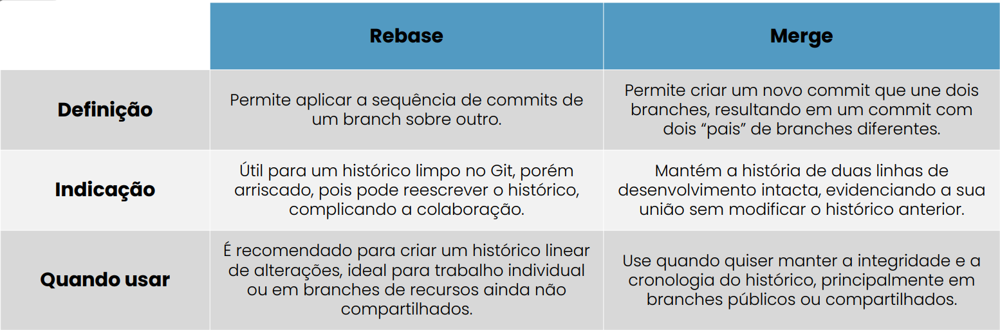 Rebase
Merge
Definição
Permite aplicar a sequência de commits de
um branch sobre outro.
Permite criar um novo commit que une dois
branches, resultando em um commit com
dois “pais” de branches diferentes.
Indicação
Útil para um histórico limpo no Git, porém
arriscado, pois pode reescrever o histórico,
complicando a colaboração.
Mantém a história de duas linhas de
desenvolvimento intacta, evidenciando a sua
união sem modificar o histórico anterior.
Quando usar
É recomendado para criar um histórico linear
de alterações, ideal para trabalho individual
ou em branches de recursos ainda não
compartilhados.
Use quando quiser manter a integridade e a
cronologia do histórico, principalmente em
branches públicos ou compartilhados.